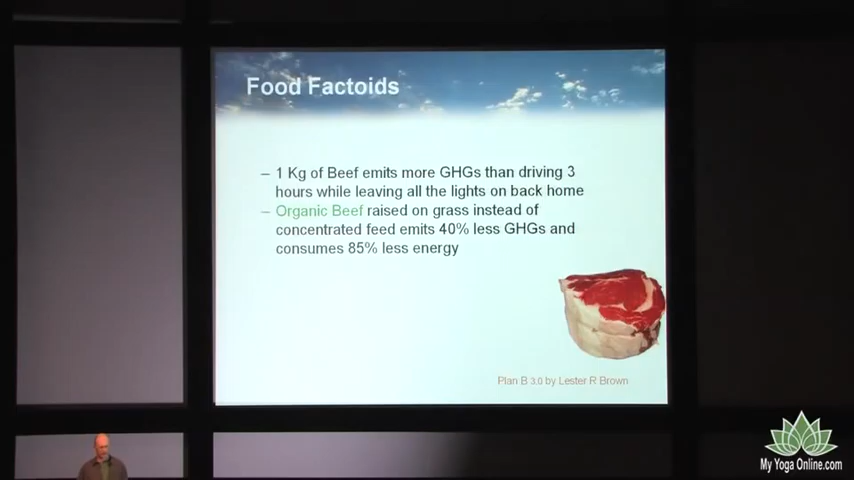 Food Factoids
– 1 Kg of Beef emits more GHGs than driving 3
hours while leaving all the lights on back home
– Organic Beef raised on grass instead of
concentrated feed emits 40% less GHGs and
consumes 85% less energy
Plan B 3.0 by Lester R Brown
My Yoga Online.com